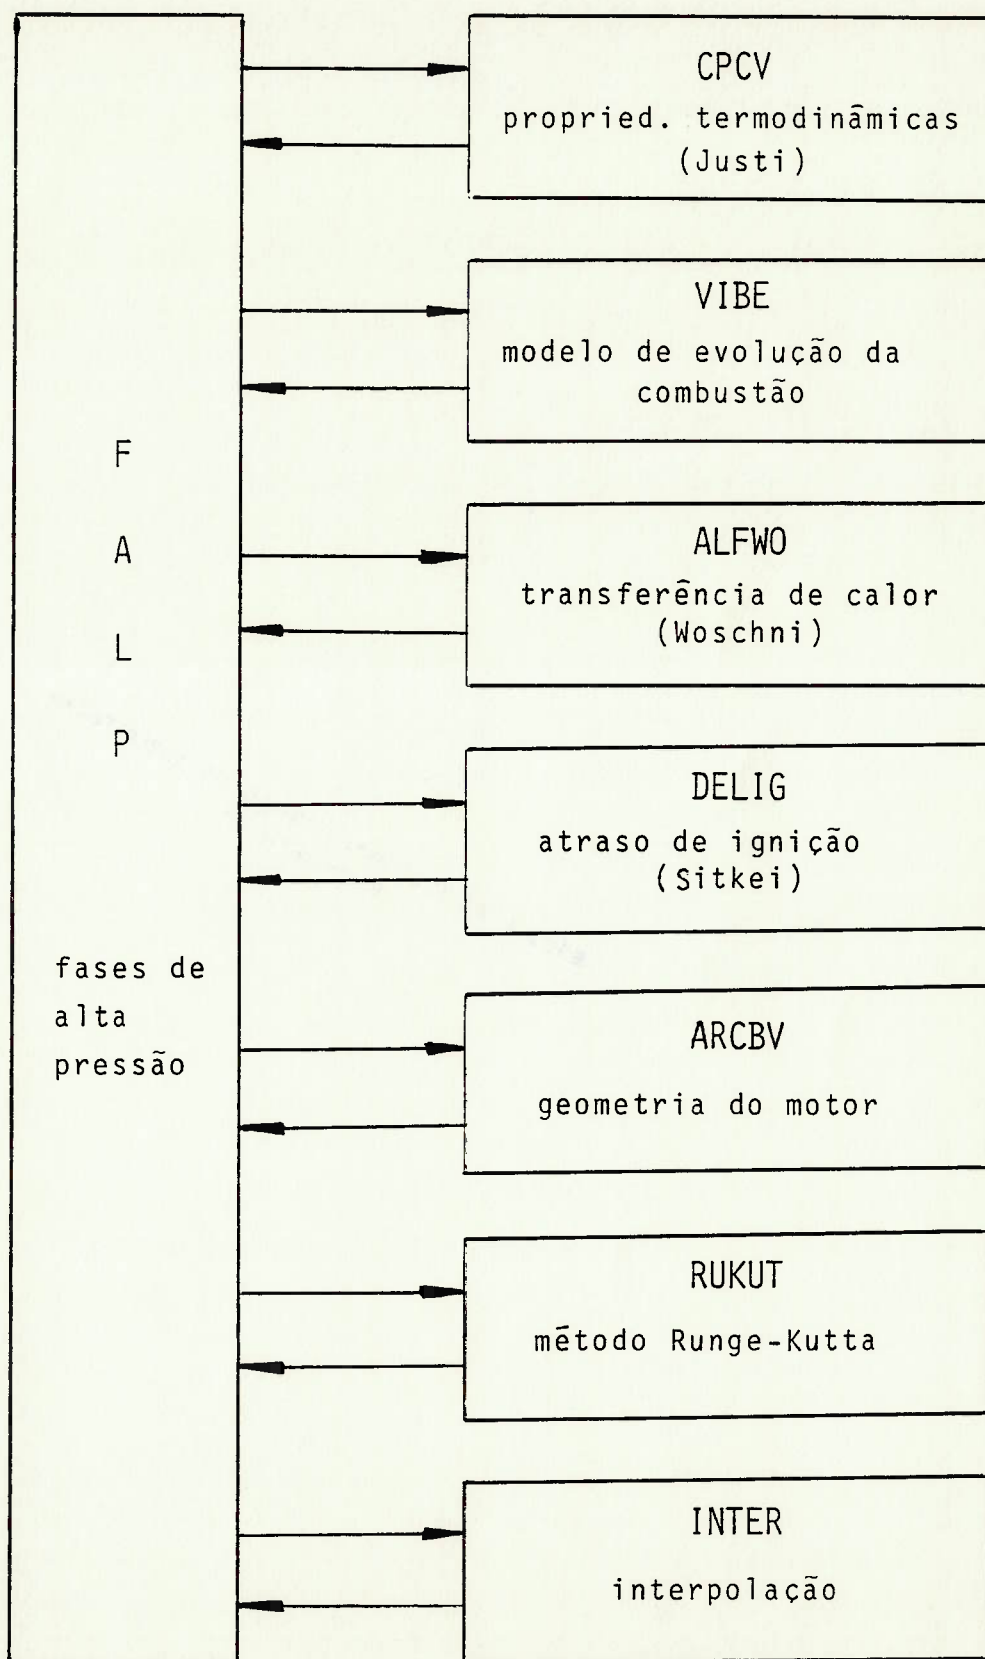 F
A
L
P
fases de
alta
pressão
CPCV
propried. termodinâmicas
(Justi)
VIBE
modelo de evolução da
combustão
ALFWO
transferência de calor
(Woschni)
DELIG
atraso de ignição
(Sitkei)
ARCBV
geometria do motor
RUKUT
método Runge-Kutta
INTER
interpolação